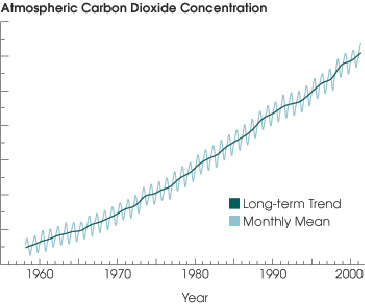 Atmospheric Carbon Dioxide Concentration
Long-term Trend
Monthly Mean
1960 1970 1980 1990 2000
Year